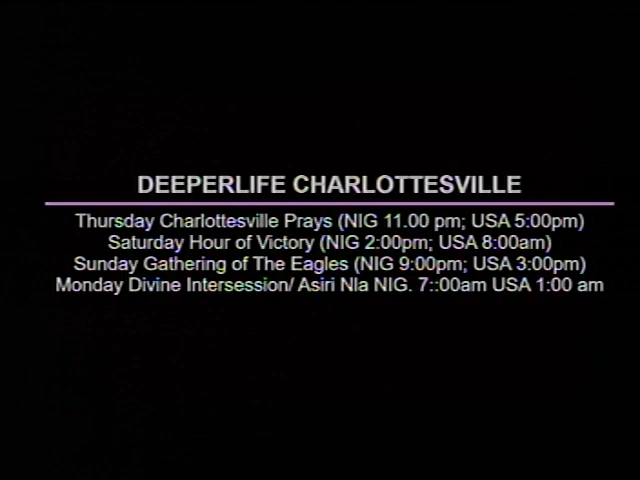 DEEPERLIFE CHARLOTTESVILLE
Thursday Charlottesville Prays (NIG 11.00 pm; USA 5:00pm)
Saturday Hour of Victory (NIG 2:00pm; USA 8:00am)
Sunday Gathering of The Eagles (NIG 9:00pm; USA 3:00pm)
Monday Divine Intersession/ Asiri Nla NIG. 7::00am USA 1:00 am